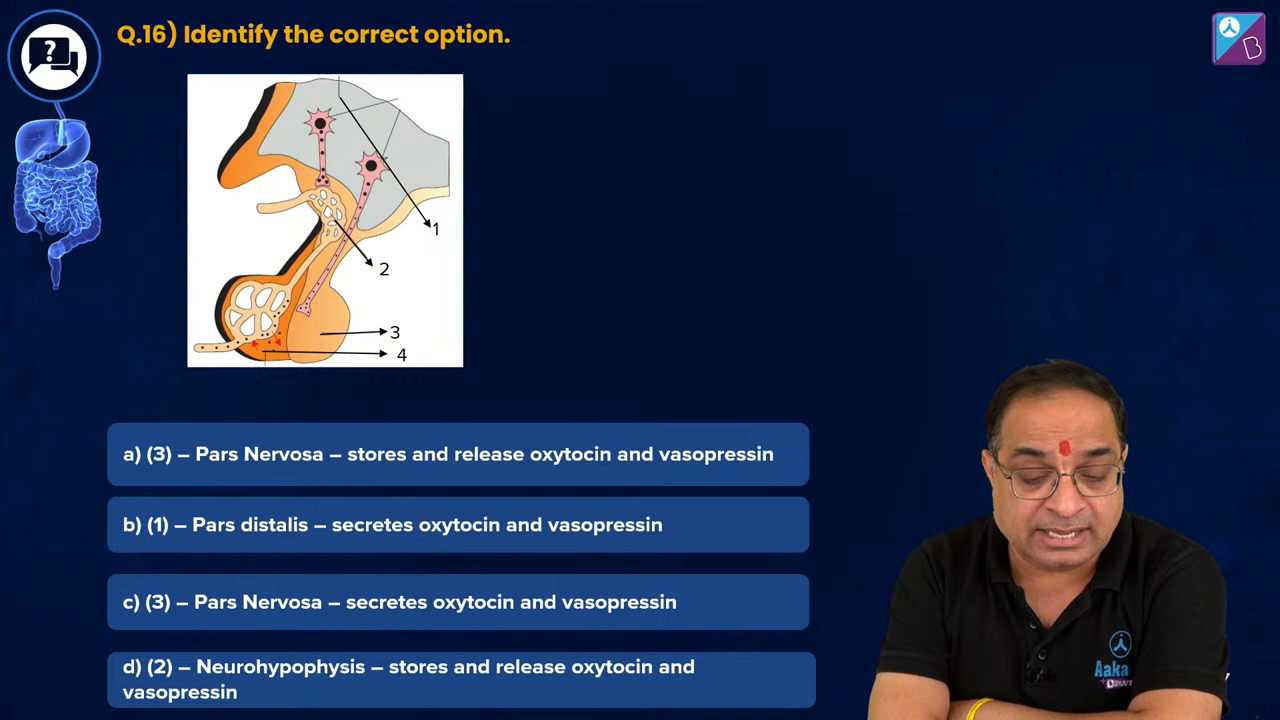 Q.16) Identify the correct option.
1
2
3
4
a) (3) – Pars Nervosa – stores and release oxytocin and vasopressin
b) (1) – Pars distalis – secretes oxytocin and vasopressin
c) (3) – Pars Nervosa – secretes oxytocin and vasopressin
d) (2) – Neurohypophysis – stores and release oxytocin and
vasopressin
?
B
Aaka